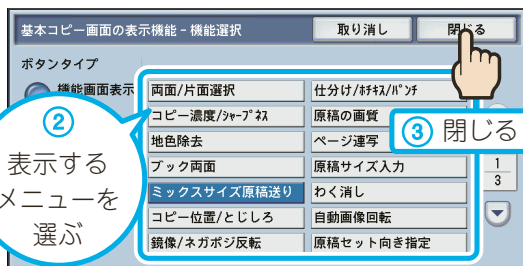 基本コピー画面の表示機能-機能選択
取り消し
閉じる
ボタンタイプ
機能画面表示
両面/片面選択
仕分け/ﾎﾁｷｽ/ﾊﾟﾝﾁ
コピー濃度/ｼｬｰﾌﾟﾈｽ
原稿の画質
地色除去
ページ連写
ブック両面
原稿サイズ入力
ミックスサイズ原稿送り
わく消し
コピー位置/とじしろ
自動画像回転
鏡像/ネガポジ反転
原稿セット向き指定
1
3
②
表示する
メニューを
選ぶ
③ 閉じる